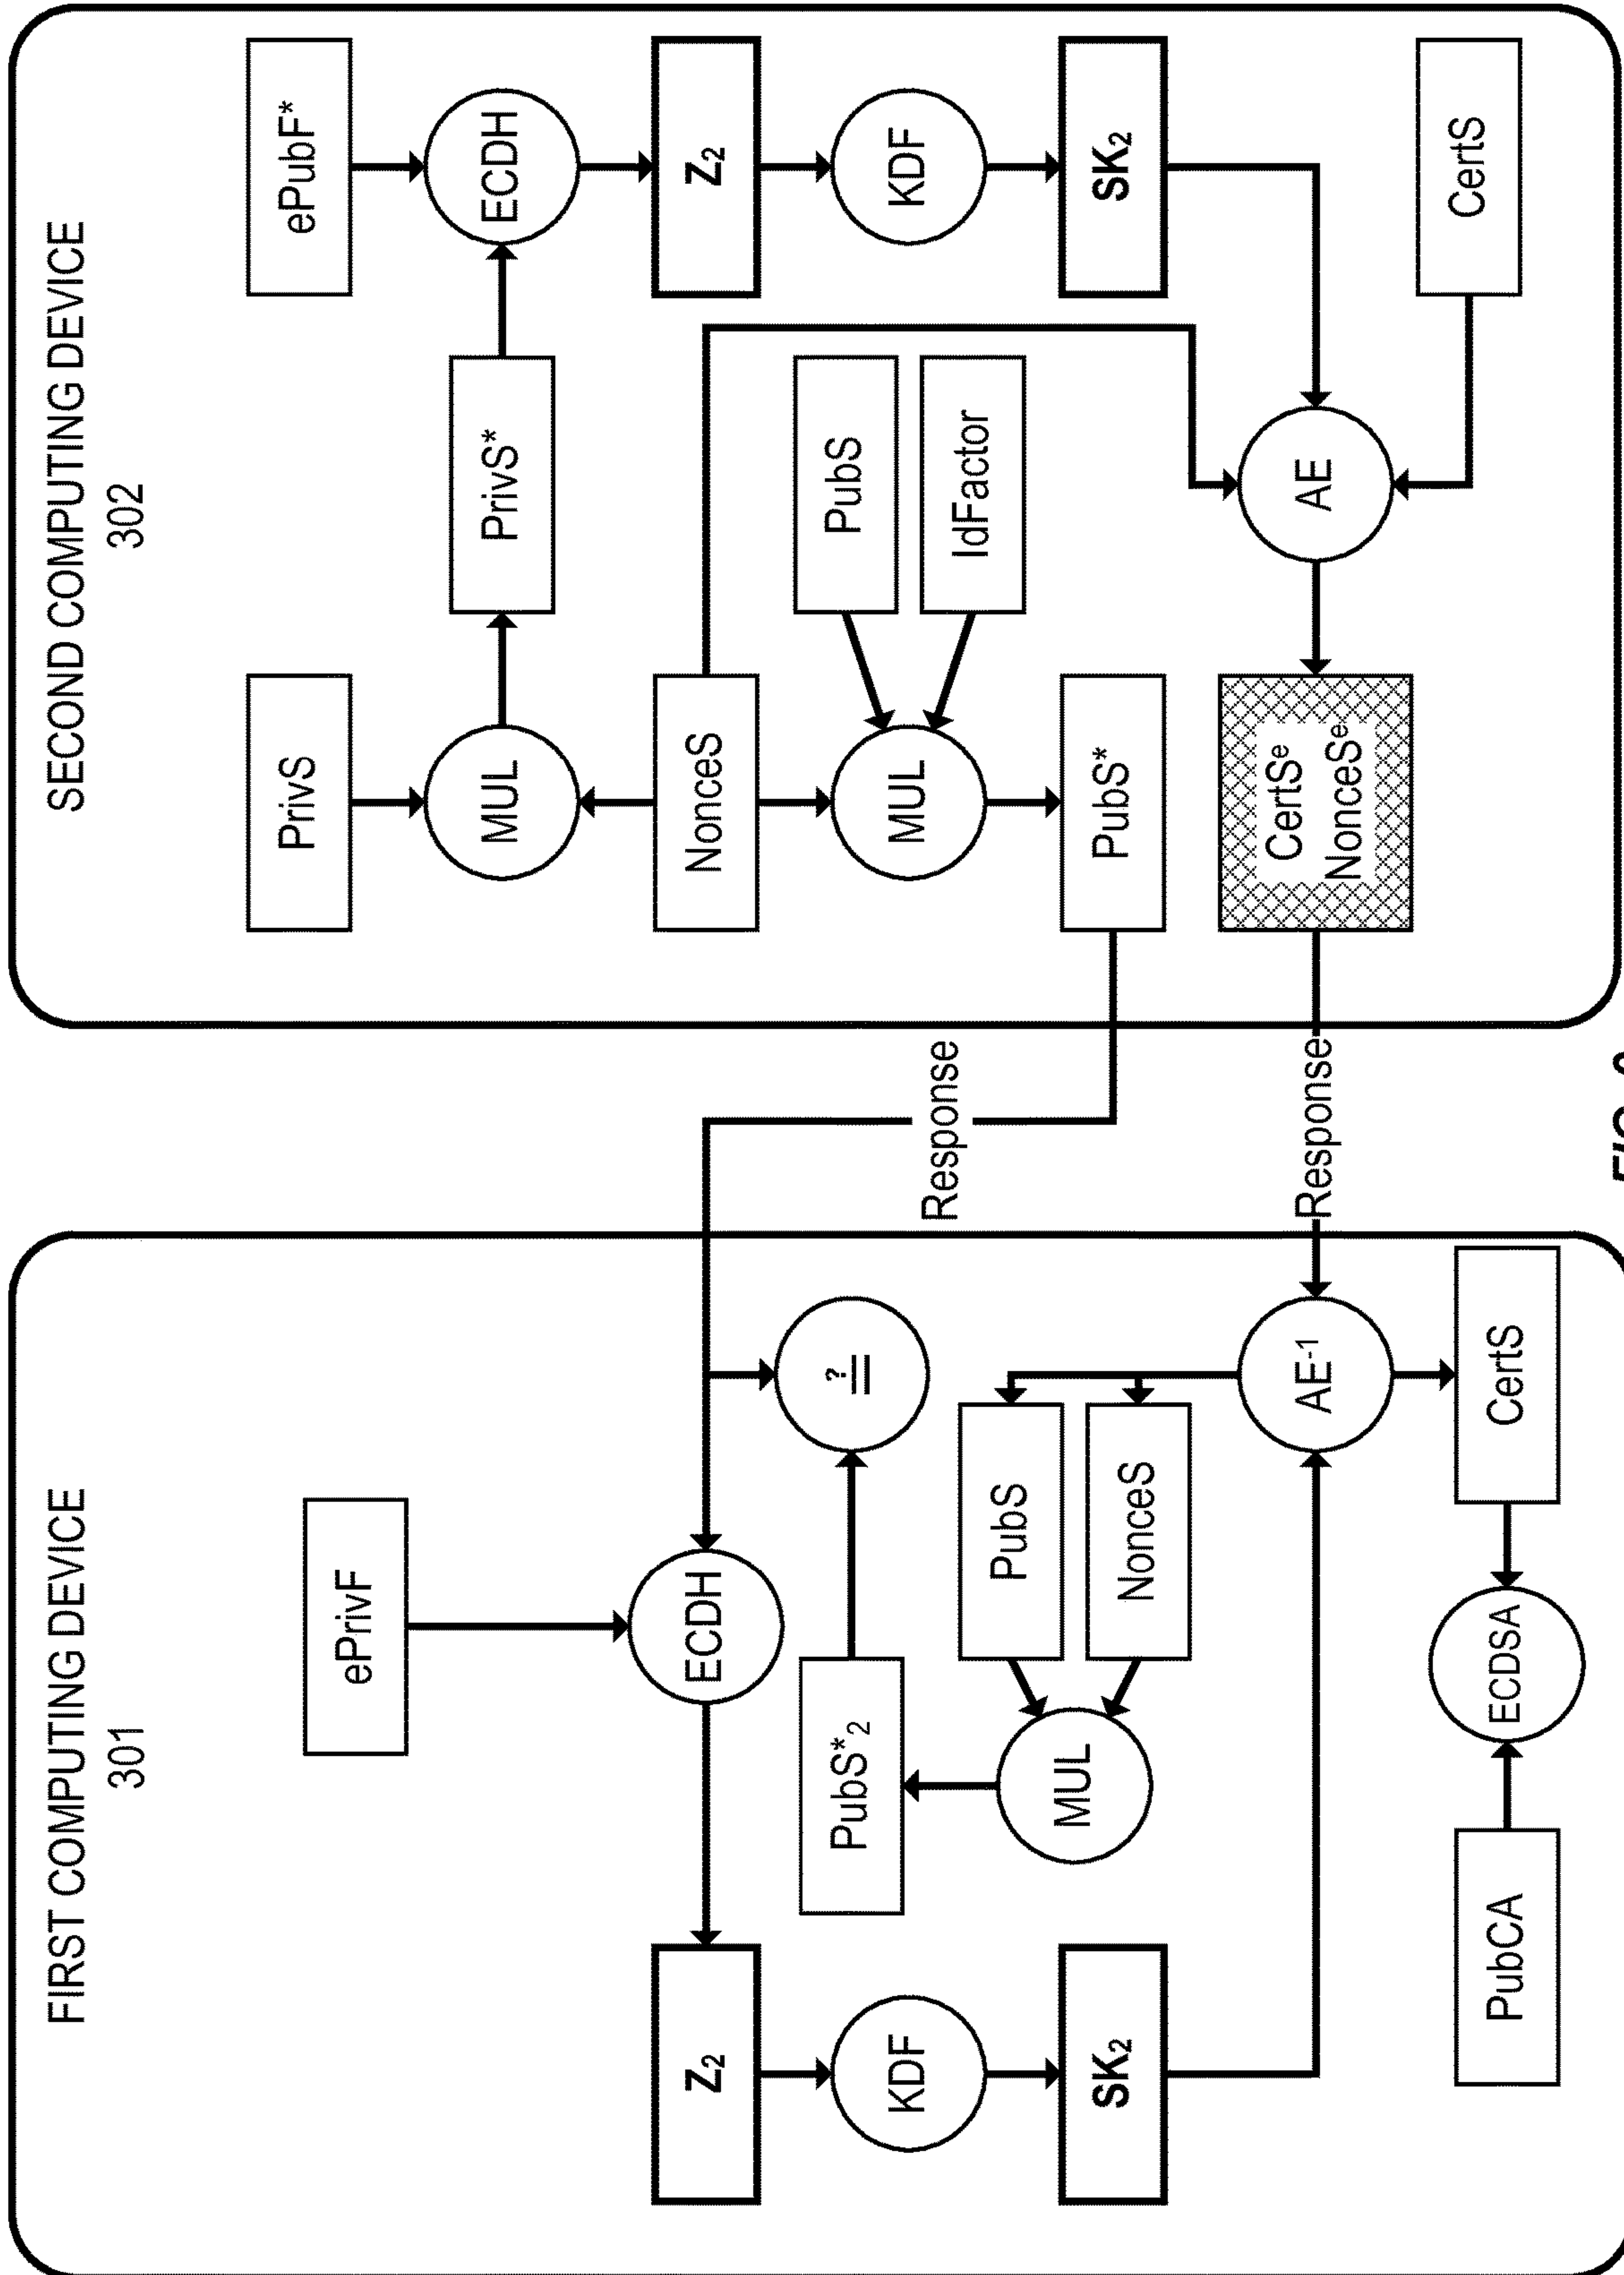 FIRST COMPUTING DEVICE
301
ePrivF
Z₂
ECDH
KDF
PubS*₂
?
=
SK₂
MUL
PubS
NonceS
AE⁻¹
PubCA
ECDSA
CertS
Response
Response
SECOND COMPUTING DEVICE
302
PrivS
ePubF*
MUL
PrivS*
ECDH
NonceS
Z₂
MUL
PubS
IdFactor
KDF
PubS*
SK₂
CertSᵉ
NonceSᵉ
AE
CertS